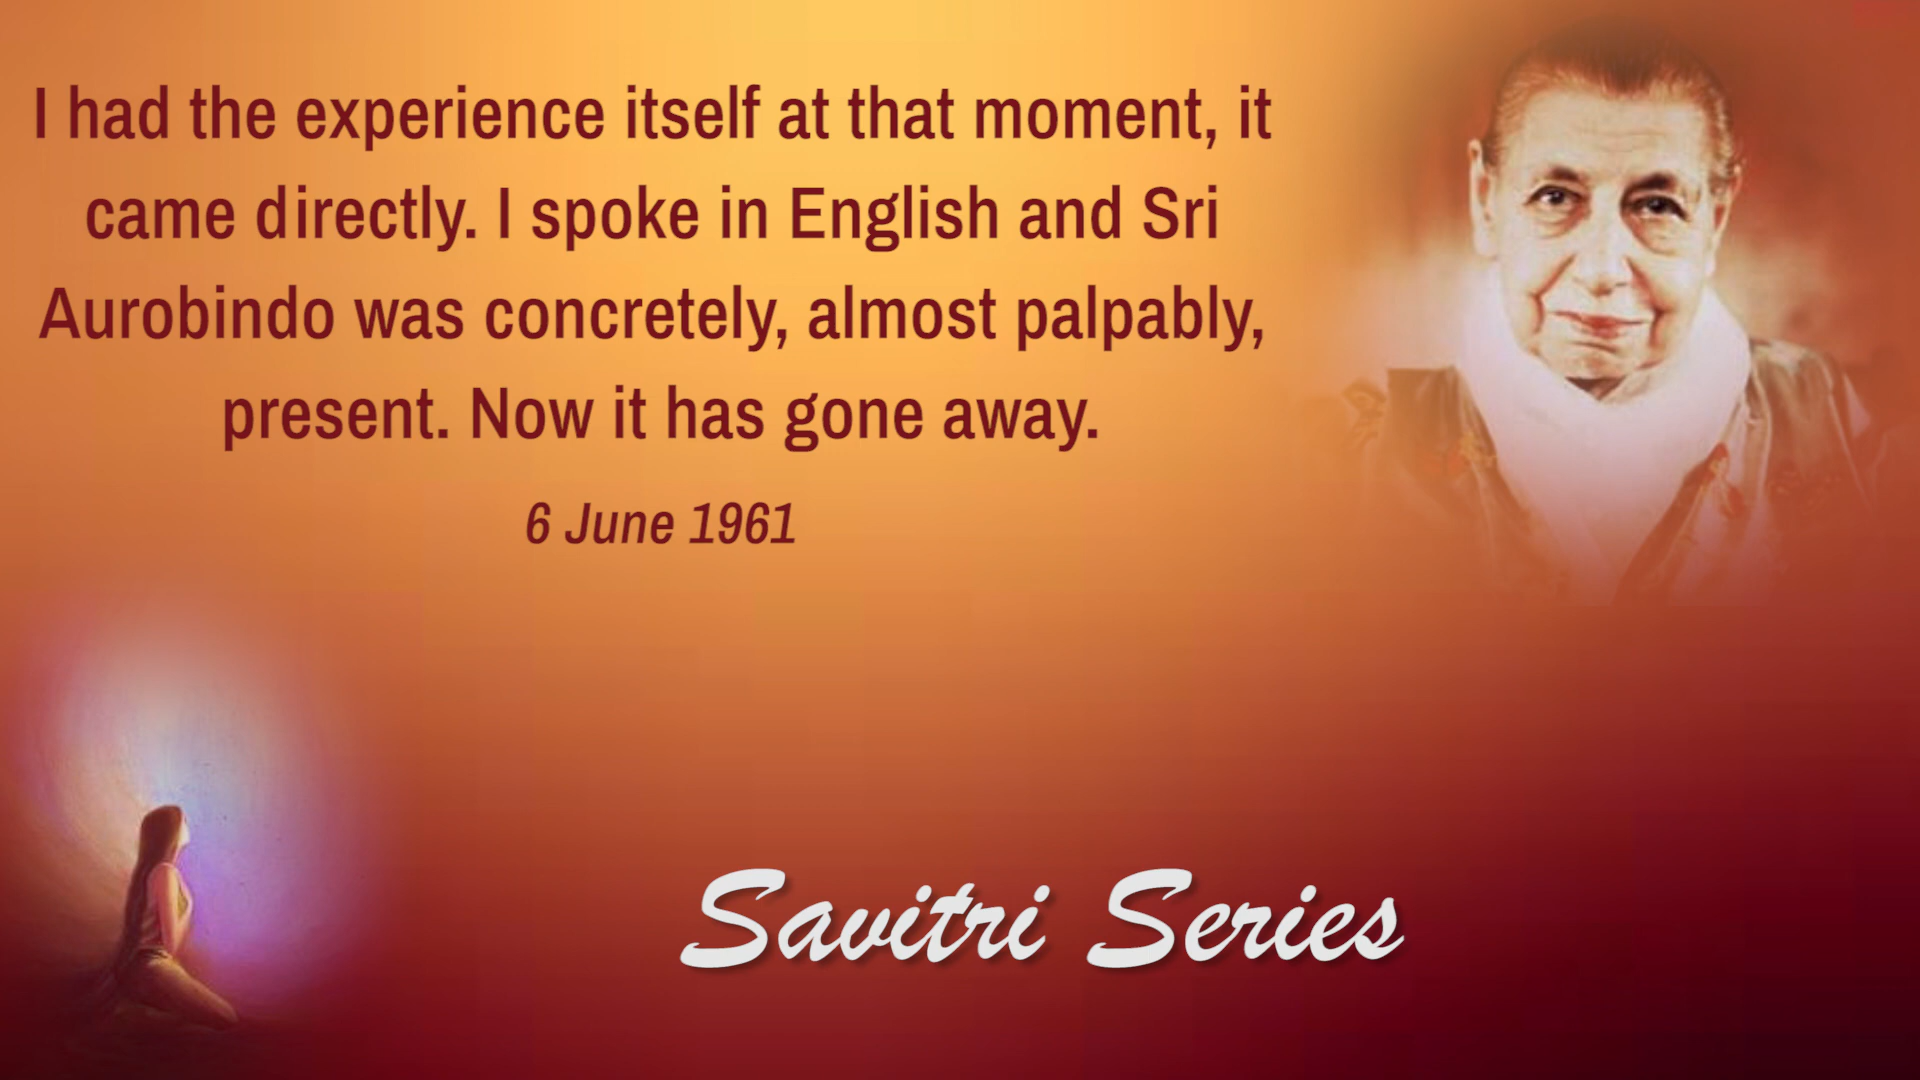 I had the experience itself at that moment, it
came directly. I spoke in English and Sri
Aurobindo was concretely, almost palpably,
present. Now it has gone away.
6 June 1961
Savitri Series